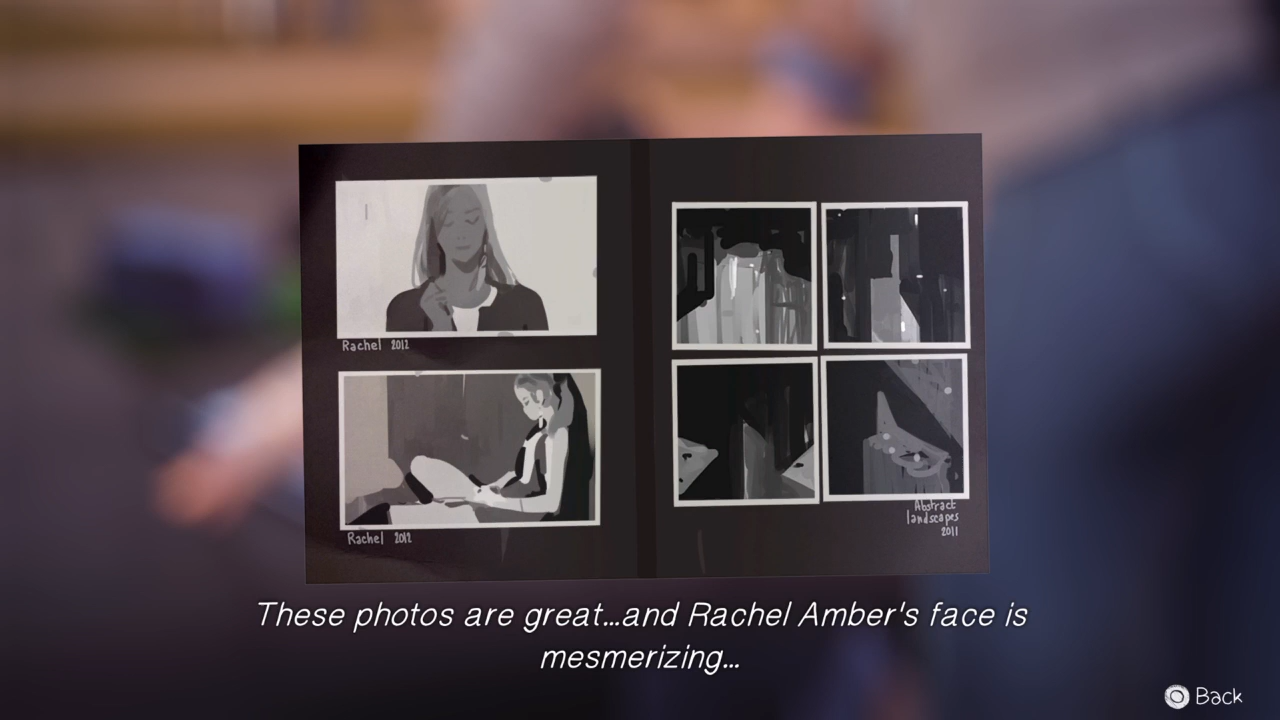 Rachel 2012
Rachel 2012
Abstract
landscapes
2011
These photos are great...and Rachel Amber's face is
mesmerizing...
Back